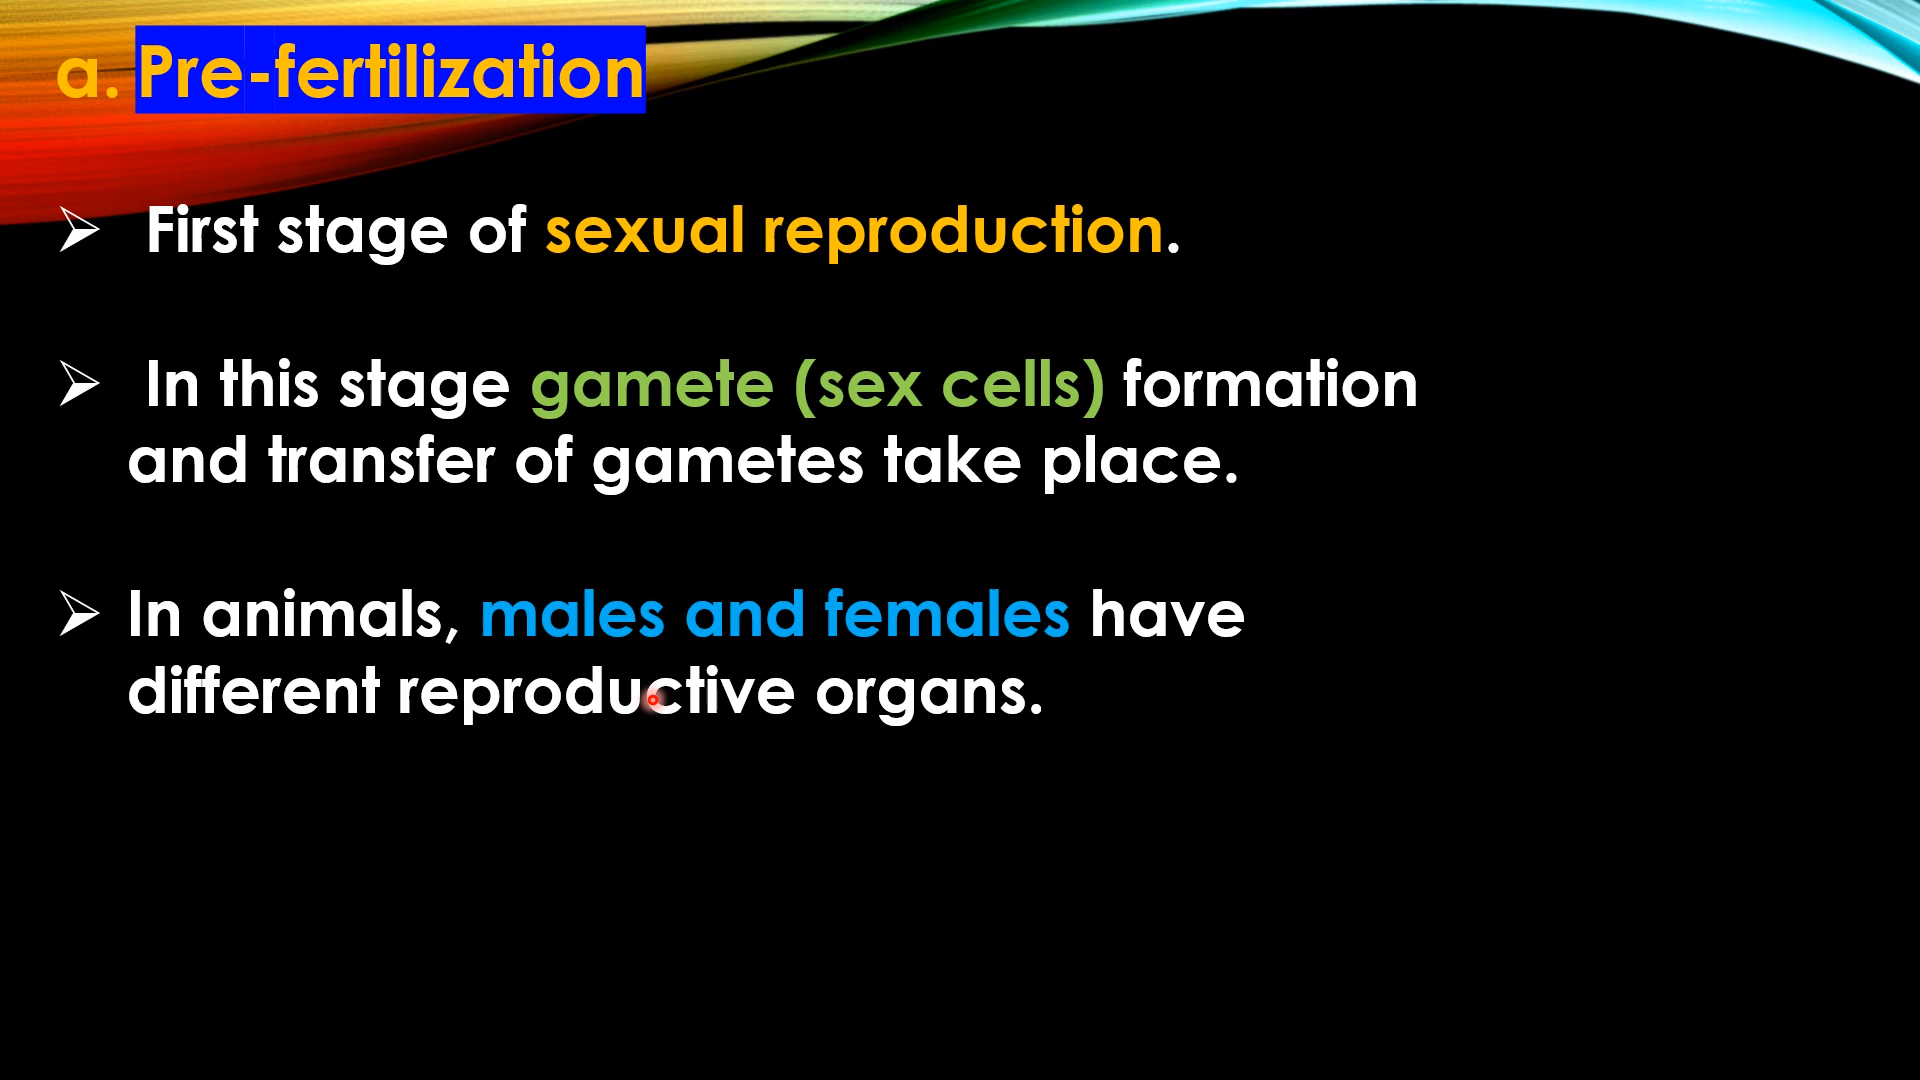 a. Pre-fertilization
➢ First stage of sexual reproduction.
➢ In this stage gamete (sex cells) formation
and transfer of gametes take place.
➢ In animals, males and females have
different reproductive organs.